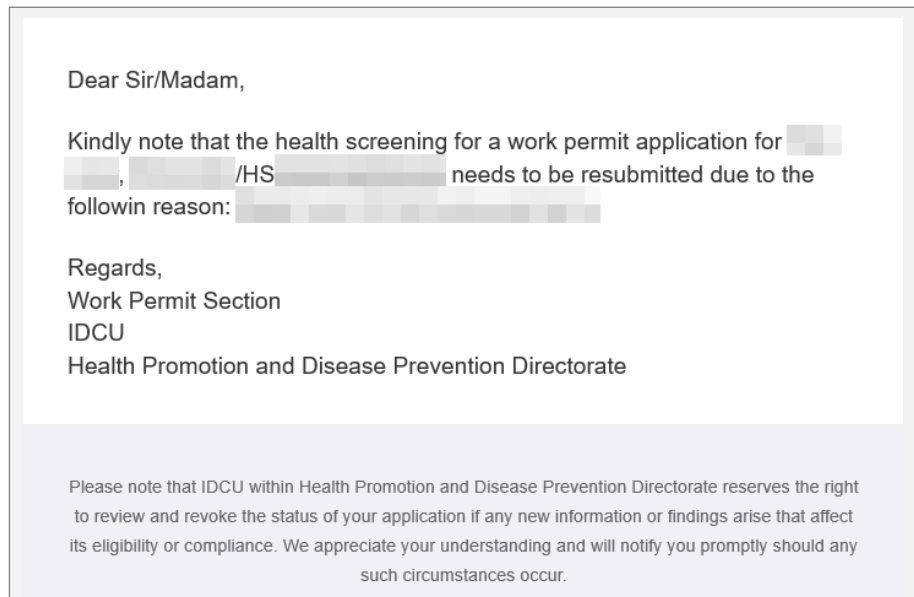 Dear Sir/Madam,
Kindly note that the health screening for a work permit application for
, /HS needs to be resubmitted due to the
followin reason:
Regards,
Work Permit Section
IDCU
Health Promotion and Disease Prevention Directorate
Please note that IDCU within Health Promotion and Disease Prevention Directorate reserves the right
to review and revoke the status of your application if any new information or findings arise that affect
its eligibility or compliance. We appreciate your understanding and will notify you promptly should any
such circumstances occur.